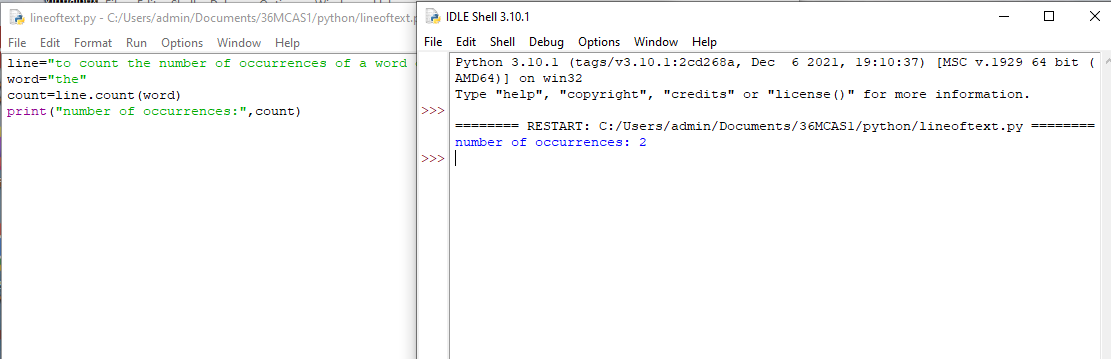 lineoftext.py - C:/Users/admin/Documents/36MCAS1/python/lineoftext.p
File Edit Format Run Options Window Help
line="to count the number of occurrences of a word
word="the"
count=line.count(word)
print("number of occurrences:",count)
IDLE Shell 3.10.1
File Edit Shell Debug Options Window Help
Python 3.10.1 (tags/v3.10.1:2cd268a, Dec  6 2021, 19:10:37) [MSC v.1929 64 bit (
AMD64)] on win32
Type "help", "copyright", "credits" or "license()" for more information.
>>>
======== RESTART: C:/Users/admin/Documents/36MCAS1/python/lineoftext.py ========
number of occurrences: 2
>>>